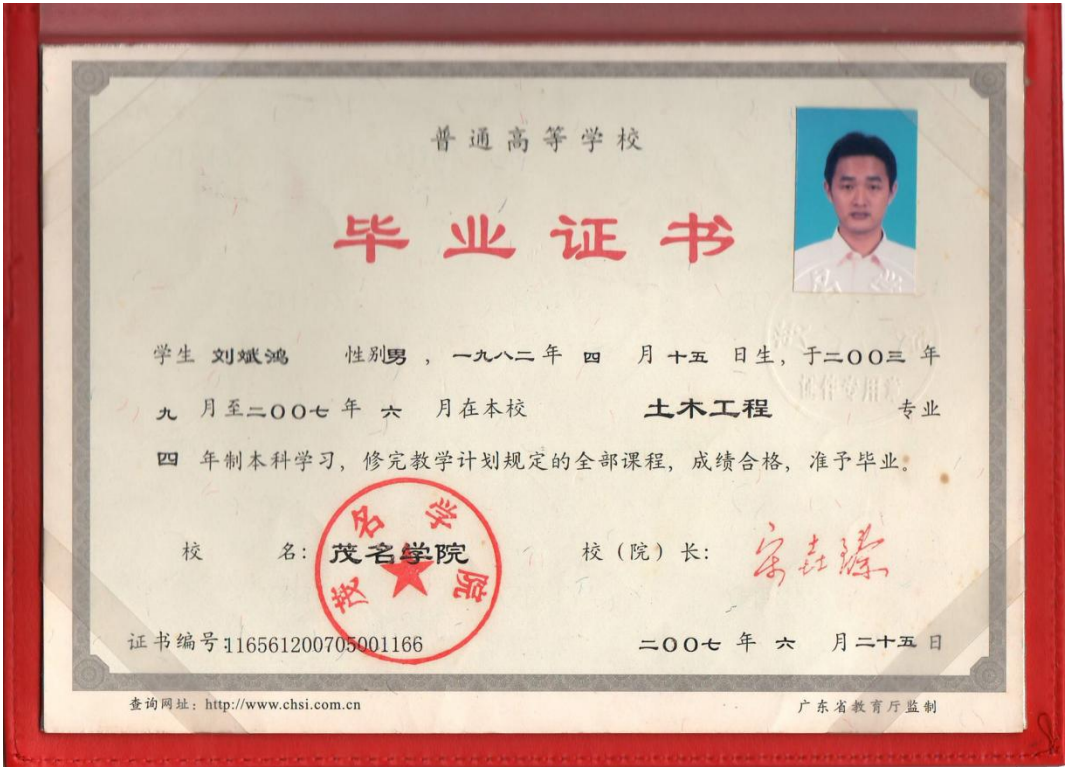 普通高等学校
毕业证书
学生 刘斌鸿 性别男，一九八二年 四 月十五 日生，于二〇〇三年
九 月至二〇〇七年 六 月在本校 土木工程 专业
四 年制本科学习，修完教学计划规定的全部课程，成绩合格，准予毕业。
校 名：茂名学院 校（院）长：
茂名学院
证书编号：116561200705001166 二〇〇七 年 六 月二十五日
查询网址：http://www.chsi.com.cn 广东省教育厅监制